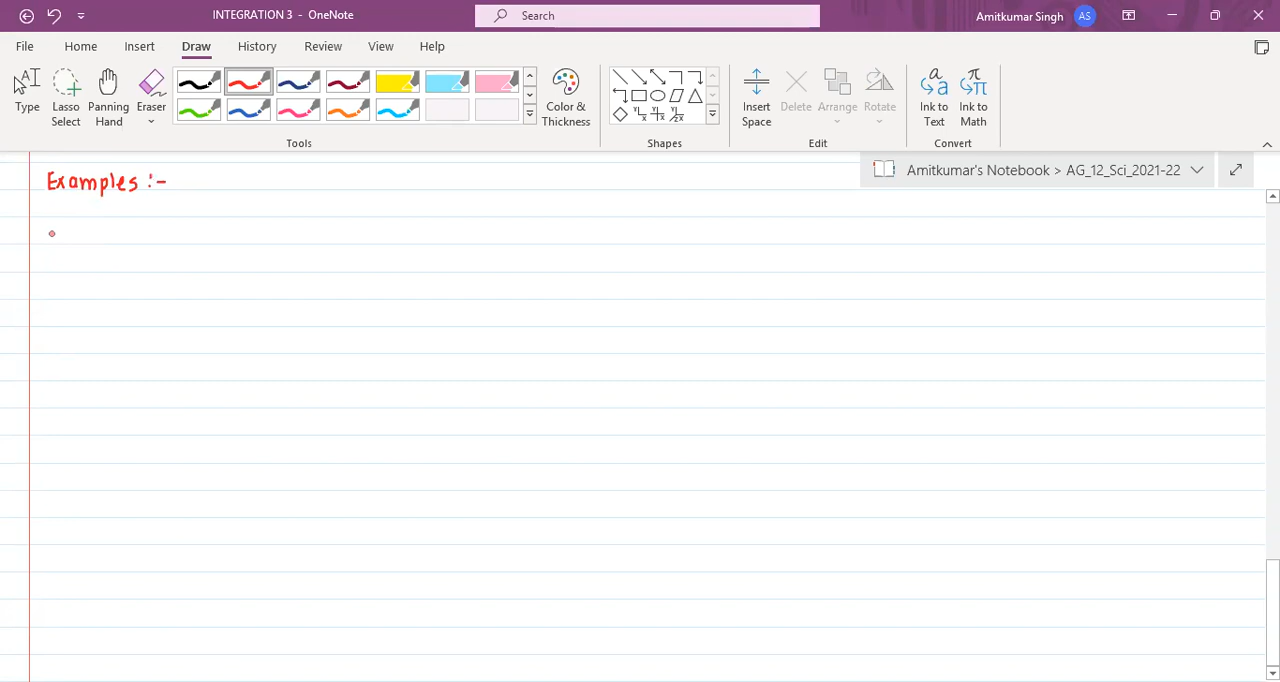 INTEGRATION 3 - OneNote
Search
Amitkumar Singh AS
File Home Insert Draw History Review View Help
Type
Lasso Select
Panning Hand
Eraser
Color & Thickness
Insert Space
Delete
Arrange
Rotate
Ink to Text
Ink to Math
Tools
Shapes
Edit
Convert
Amitkumar's Notebook > AG_12_Sci_2021-22
Examples :-